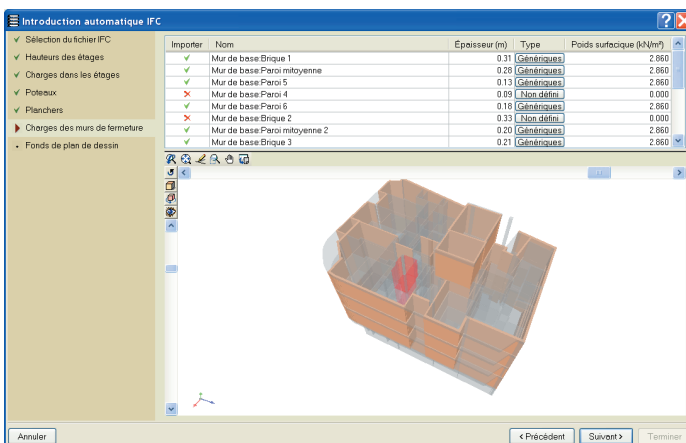 Introduction automatique IFC
Sélection du fichier IFC
Hauteurs des étages
Charges dans les étages
Poteaux
Planchers
Charges des murs de fermeture
Fonds de plan de dessin
Importer Nom Épaisseur (m) Type Poids surfacique (kN/m²)
Mur de base:Brique 1 0.31 Génériques 2.860
Mur de base:Paroi mitoyenne 0.28 Génériques 2.860
Mur de base:Paroi 5 0.13 Génériques 2.860
Mur de base:Paroi 4 0.09 Non défini 0.000
Mur de base:Paroi 6 0.18 Génériques 2.860
Mur de base:Brique 2 0.33 Non défini 0.000
Mur de base:Paroi mitoyenne 2 0.20 Génériques 2.860
Mur de base:Brique 3 0.21 Génériques 2.860
Annuler < Précédent Suivant > Terminer